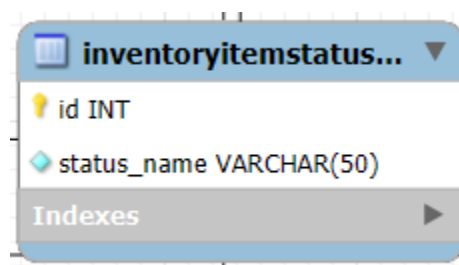 inventoryitemstatus...
id INT
status_name VARCHAR(50)
Indexes